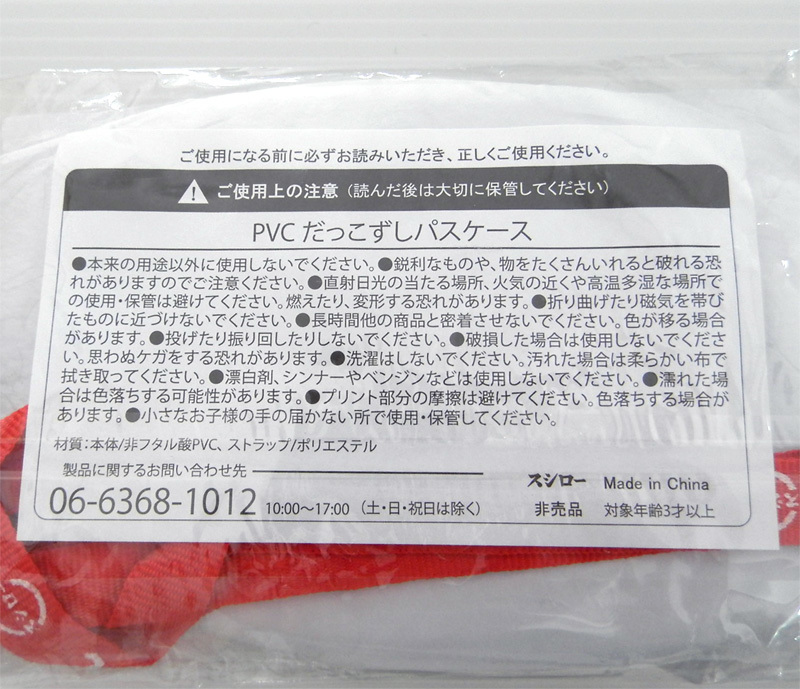 ご使用になる前に必ずお読みいただき、正しくご使用ください。
ご使用上の注意（読んだ後は大切に保管してください）
PVC だっこずしパスケース
●本来の用途以外に使用しないでください。●鋭利なものや、物をたくさんいれると破れる恐
れがありますのでご注意ください。●直射日光の当たる場所、火気の近くや高温多湿な場所で
の使用・保管は避けてください。燃えたり、変形する恐れがあります。●折り曲げたり磁気を帯び
たものに近づけないでください。●長時間他の商品と密着させないでください。色が移る場合
があります。●投げたり振り回したりしないでください。●破損した場合は使用しないでくださ
い。思わぬケガをする恐れがあります。●洗濯はしないでください。汚れた場合は柔らかい布で
拭き取ってください。●漂白剤、シンナーやベンジンなどは使用しないでください。●濡れた場
合は色落ちする可能性があります。●プリント部分の摩擦は避けてください。色落ちする場合が
あります。●小さなお子様の手の届かない所で使用・保管してください。
材質：本体/非フタル酸PVC、ストラップ/ポリエステル
製品に関するお問い合わせ先
06-6368-1012 10:00〜17:00（土・日・祝日は除く）
スシロー Made in China
非売品 対象年齢3才以上